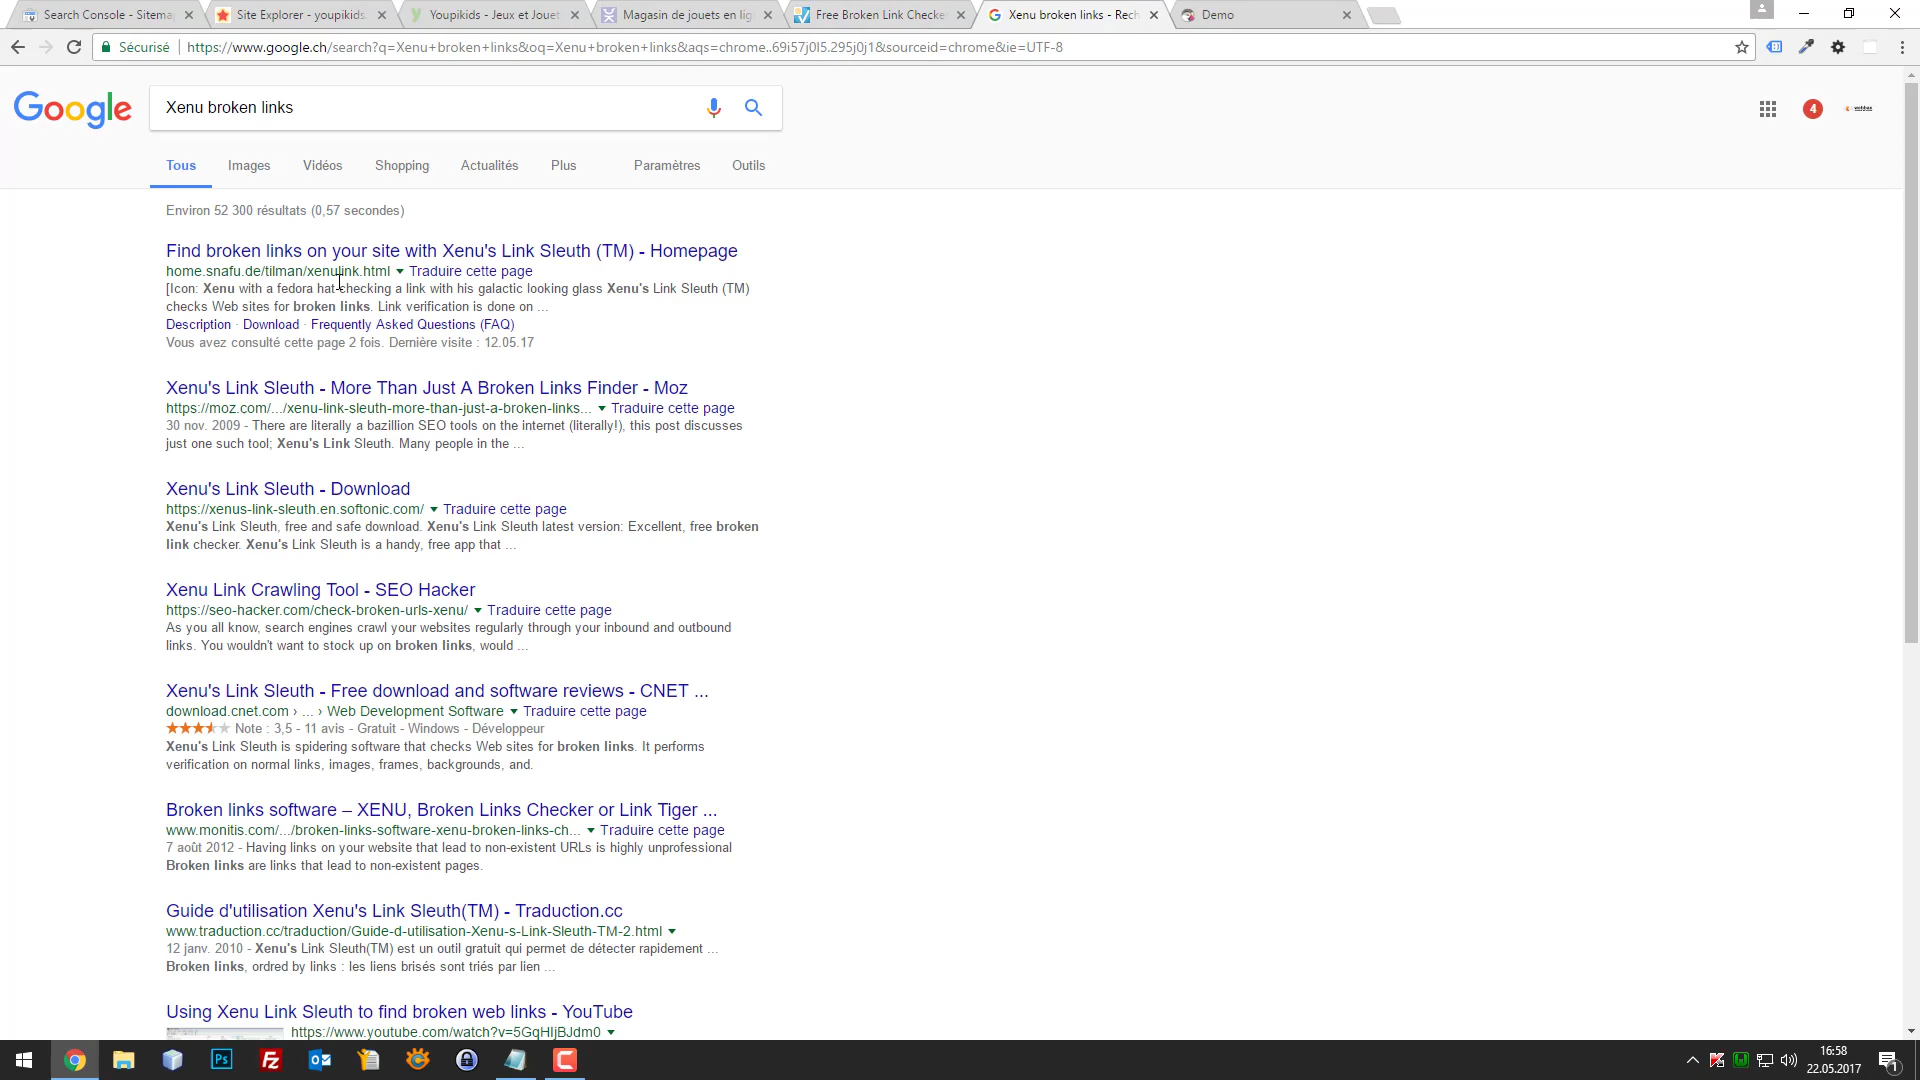 Search Console - Sitema
Site Explorer - youpikids.
Youpikids - Jeux et Jouet
Magasin de jouets en lig
Free Broken Link Checke
Xenu broken links - Rech
Demo
Sécurisé
https://www.google.ch/search?q=Xenu+broken+links&oq=Xenu+broken+links&aqs=chrome..69i57j0l5.295j0j1&sourceid=chrome&ie=UTF-8
Google
Xenu broken links
4
Tous Images Vidéos Shopping Actualités Plus Paramètres Outils
Environ 52 300 résultats (0,57 secondes)
Find broken links on your site with Xenu's Link Sleuth (TM) - Homepage
home.snafu.de/tilman/xenulink.html ▼ Traduire cette page
[Icon: Xenu with a fedora hat checking a link with his galactic looking glass Xenu's Link Sleuth (TM)
checks Web sites for broken links. Link verification is done on ...
Description · Download · Frequently Asked Questions (FAQ)
Vous avez consulté cette page 2 fois. Dernière visite : 12.05.17
Xenu's Link Sleuth - More Than Just A Broken Links Finder - Moz
https://moz.com/.../xenu-link-sleuth-more-than-just-a-broken-links... ▼ Traduire cette page
30 nov. 2009 - There are literally a bazillion SEO tools on the internet (literally!), this post discusses
just one such tool; Xenu's Link Sleuth. Many people in the ...
Xenu's Link Sleuth - Download
https://xenus-link-sleuth.en.softonic.com/ ▼ Traduire cette page
Xenu's Link Sleuth, free and safe download. Xenu's Link Sleuth latest version: Excellent, free broken
link checker. Xenu's Link Sleuth is a handy, free app that ...
Xenu Link Crawling Tool - SEO Hacker
https://seo-hacker.com/check-broken-urls-xenu/ ▼ Traduire cette page
As you all know, search engines crawl your websites regularly through your inbound and outbound
links. You wouldn't want to stock up on broken links, would ...
Xenu's Link Sleuth - Free download and software reviews - CNET ...
download.cnet.com › ... › Web Development Software ▼ Traduire cette page
Note : 3,5 - 11 avis - Gratuit - Windows - Développeur
Xenu's Link Sleuth is spidering software that checks Web sites for broken links. It performs
verification on normal links, images, frames, backgrounds, and.
Broken links software – XENU, Broken Links Checker or Link Tiger ...
www.monitis.com/.../broken-links-software-xenu-broken-links-ch... ▼ Traduire cette page
7 août 2012 - Having links on your website that lead to non-existent URLs is highly unprofessional
Broken links are links that lead to non-existent pages.
Guide d'utilisation Xenu's Link Sleuth(TM) - Traduction.cc
www.traduction.cc/traduction/Guide-d-utilisation-Xenu-s-Link-Sleuth-TM-2.html ▼
12 janv. 2010 - Xenu's Link Sleuth(TM) est un outil gratuit qui permet de détecter rapidement ...
Broken links, ordred by links : les liens brisés sont triés par lien ...
Using Xenu Link Sleuth to find broken web links - YouTube
https://www.youtube.com/watch?v=5GqHIjBJdm0 ▼
Ps
Fz
16:58
22.05.2017
1